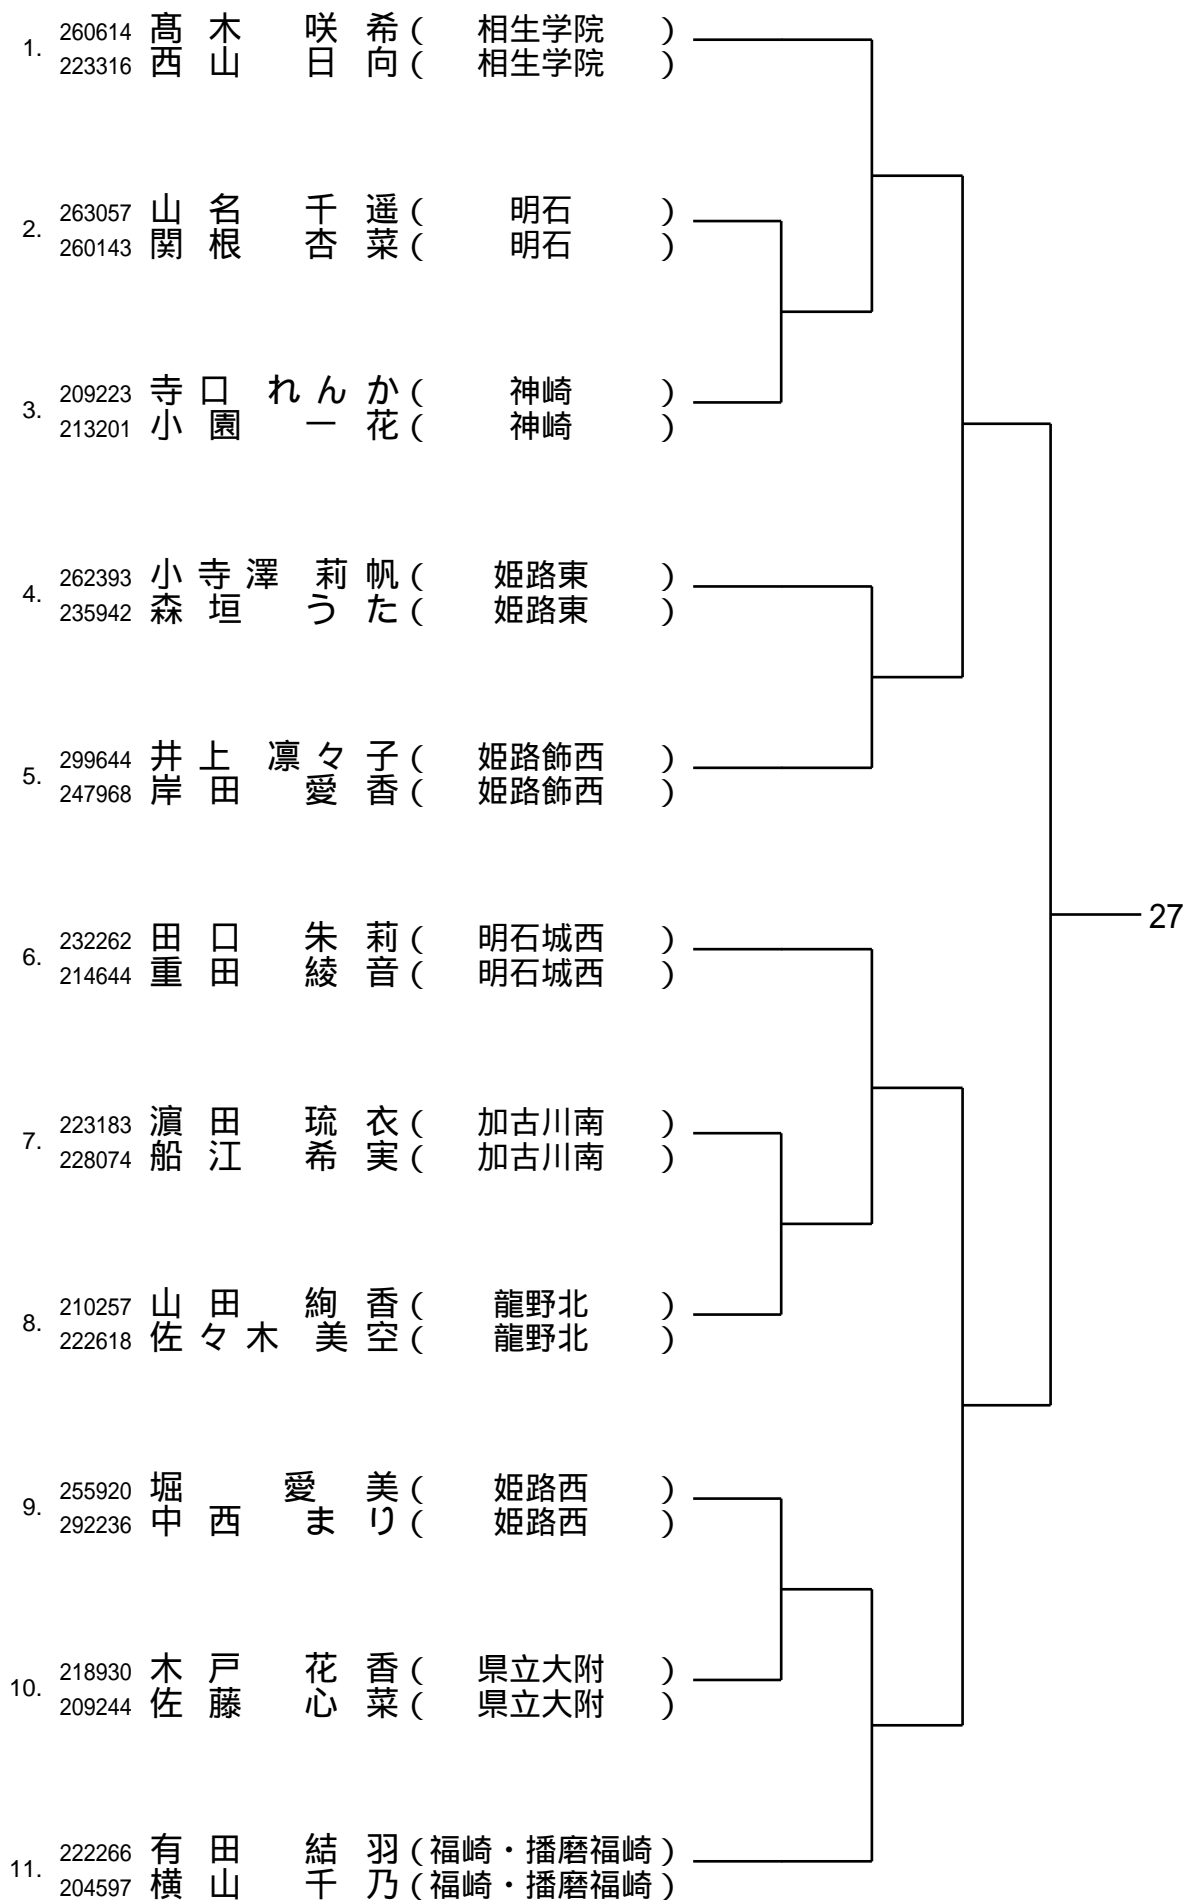 1. 260614 髙木 咲希 ( 相生学院 )
223316 西山 日向 ( 相生学院 )
2. 263057 山名 千遥 ( 明石 )
260143 関根 杏菜 ( 明石 )
3. 209223 寺口 れんか ( 神崎 )
213201 小園 一花 ( 神崎 )
4. 262393 小寺澤 莉帆 ( 姫路東 )
235942 森垣 うた ( 姫路東 )
5. 299644 井上 凛々子 ( 姫路飾西 )
247968 岸田 愛香 ( 姫路飾西 )
27
6. 232262 田口 朱莉 ( 明石城西 )
214644 重田 綾音 ( 明石城西 )
7. 223183 濵田 琉衣 ( 加古川南 )
228074 船江 希実 ( 加古川南 )
8. 210257 山田 絢香 ( 龍野北 )
222618 佐々木 美空 ( 龍野北 )
9. 255920 堀 愛美 ( 姫路西 )
292236 中西 まり ( 姫路西 )
10. 218930 木戸 花香 ( 県立大附 )
209244 佐藤 心菜 ( 県立大附 )
11. 222266 有田 結羽 (福崎・播磨福崎)
204597 横山 千乃 (福崎・播磨福崎)